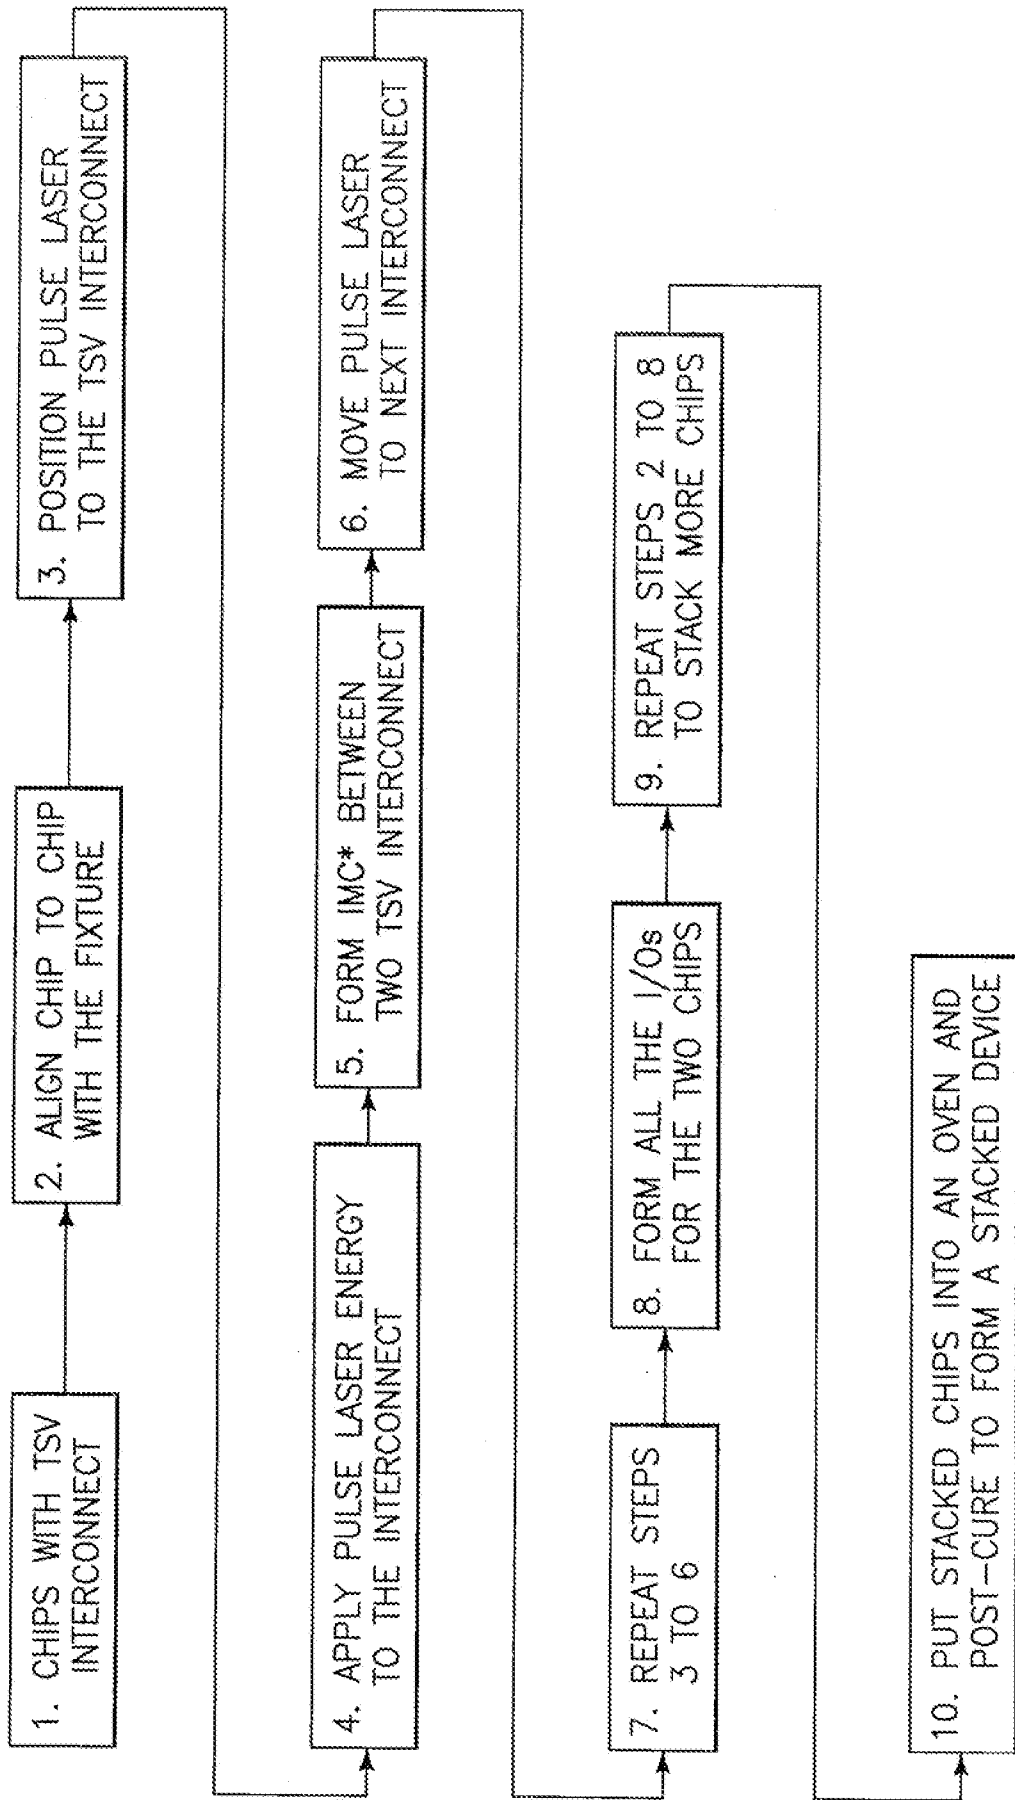 1. CHIPS WITH TSV
INTERCONNECT
2. ALIGN CHIP TO CHIP
WITH THE FIXTURE
3. POSITION PULSE LASER
TO THE TSV INTERCONNECT
4. APPLY PULSE LASER ENERGY
TO THE INTERCONNECT
5. FORM IMC* BETWEEN
TWO TSV INTERCONNECT
6. MOVE PULSE LASER
TO NEXT INTERCONNECT
7. REPEAT STEPS
3 TO 6
8. FORM ALL THE I/Os
FOR THE TWO CHIPS
9. REPEAT STEPS 2 TO 8
TO STACK MORE CHIPS
10. PUT STACKED CHIPS INTO AN OVEN AND
POST-CURE TO FORM A STACKED DEVICE